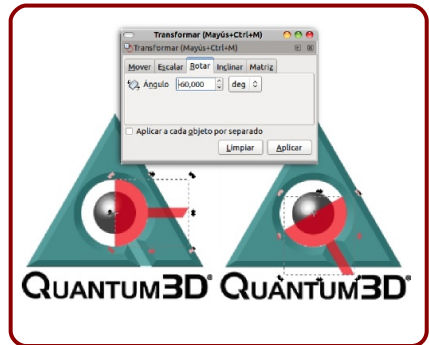 Transformar (Mayús+Ctrl+M)
Transformar (Mayús+Ctrl+M)
Mover Escalar Rotar Inclinar Matriz
Ángulo -60,000 deg
Aplicar a cada objeto por separado
Limpiar Aplicar
QUANTUM3D® QUANTUM3D®